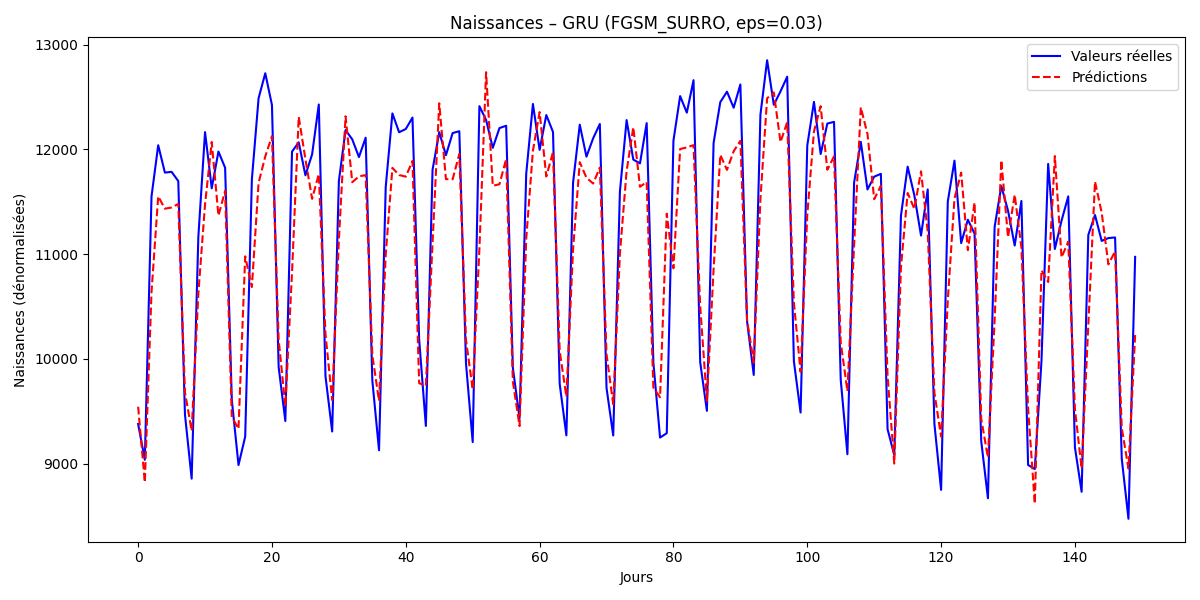 Naissances – GRU (FGSM_SURRO, eps=0.03)
Valeurs réelles
Prédictions
Naissances (dénormalisées)
13000
12000
11000
10000
9000
0 20 40 60 80 100 120 140
Jours